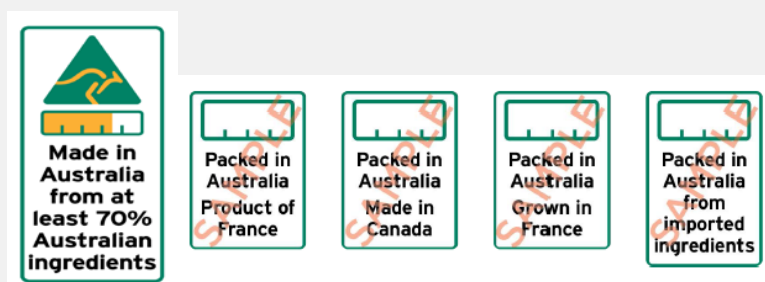 Made in
Australia
from at
least 70%
Australian
ingredients
Packed in
Australia
Product of
France
SAMPLE
Packed in
Australia
Made in
Canada
SAMPLE
Packed in
Australia
Grown in
France
SAMPLE
Packed in
Australia
from
imported
ingredients
SAMPLE